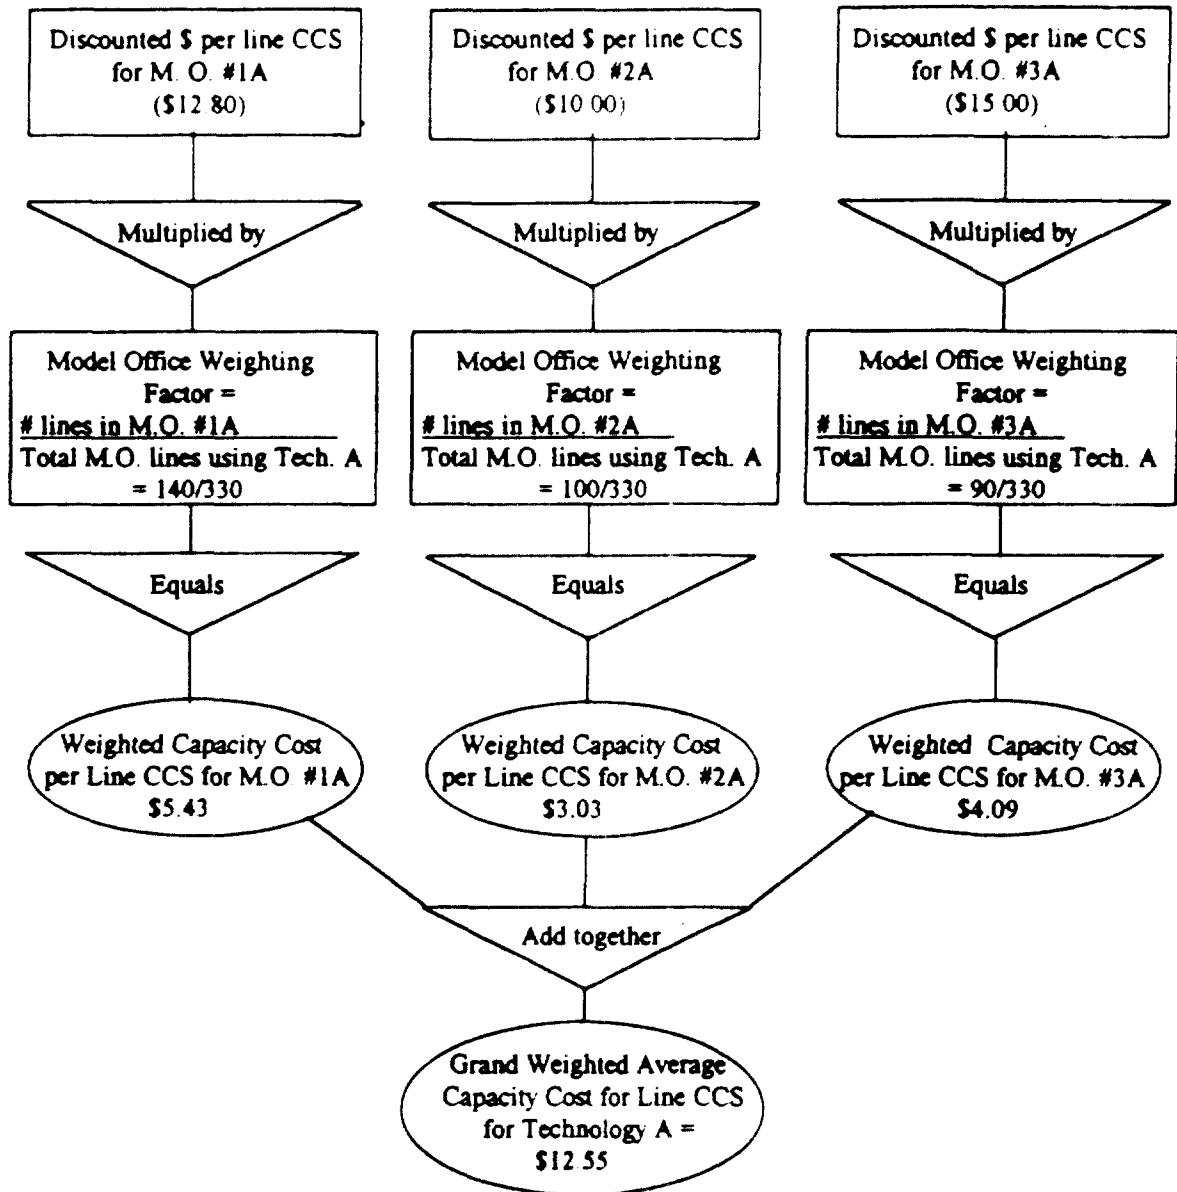 Discounted $ per line CCS
for M. O. #1A
($12 80)
Discounted $ per line CCS
for M.O. #2A
($10 00)
Discounted $ per line CCS
for M.O. #3A
($15 00)
Multiplied by
Multiplied by
Multiplied by
Model Office Weighting
Factor =
# lines in M.O. #1A
Total M.O. lines using Tech. A
= 140/330
Model Office Weighting
Factor =
# lines in M.O. #2A
Total M.O. lines using Tech. A
= 100/330
Model Office Weighting
Factor =
# lines in M.O. #3A
Total M.O. lines using Tech. A
= 90/330
Equals
Equals
Equals
Weighted Capacity Cost
per Line CCS for M.O. #1A
$5.43
Weighted Capacity Cost
per Line CCS for M.O. #2A
$3.03
Weighted Capacity Cost
per Line CCS for M.O. #3A
$4.09
Add together
Grand Weighted Average
Capacity Cost for Line CCS
for Technology A =
$12.55